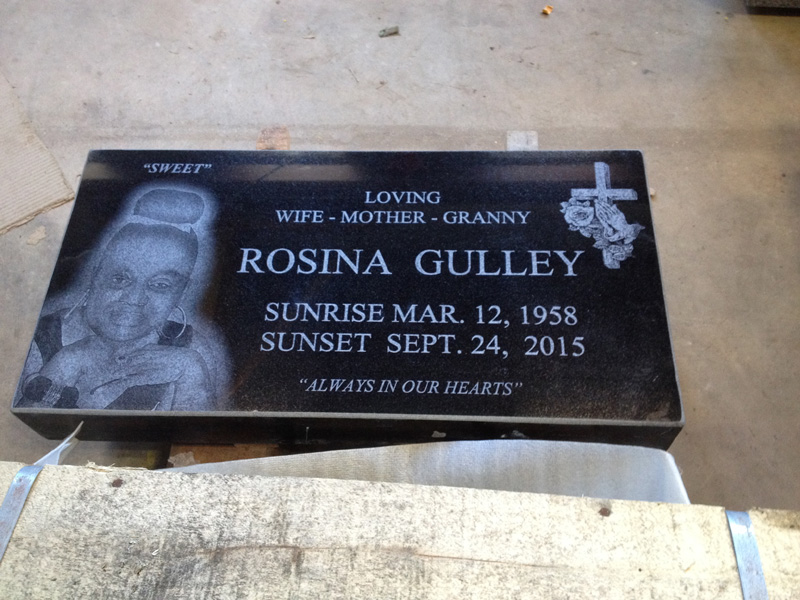 "SWEET"
LOVING
WIFE - MOTHER - GRANNY
ROSINA GULLEY
SUNRISE MAR. 12, 1958
SUNSET SEPT. 24, 2015
"ALWAYS IN OUR HEARTS"